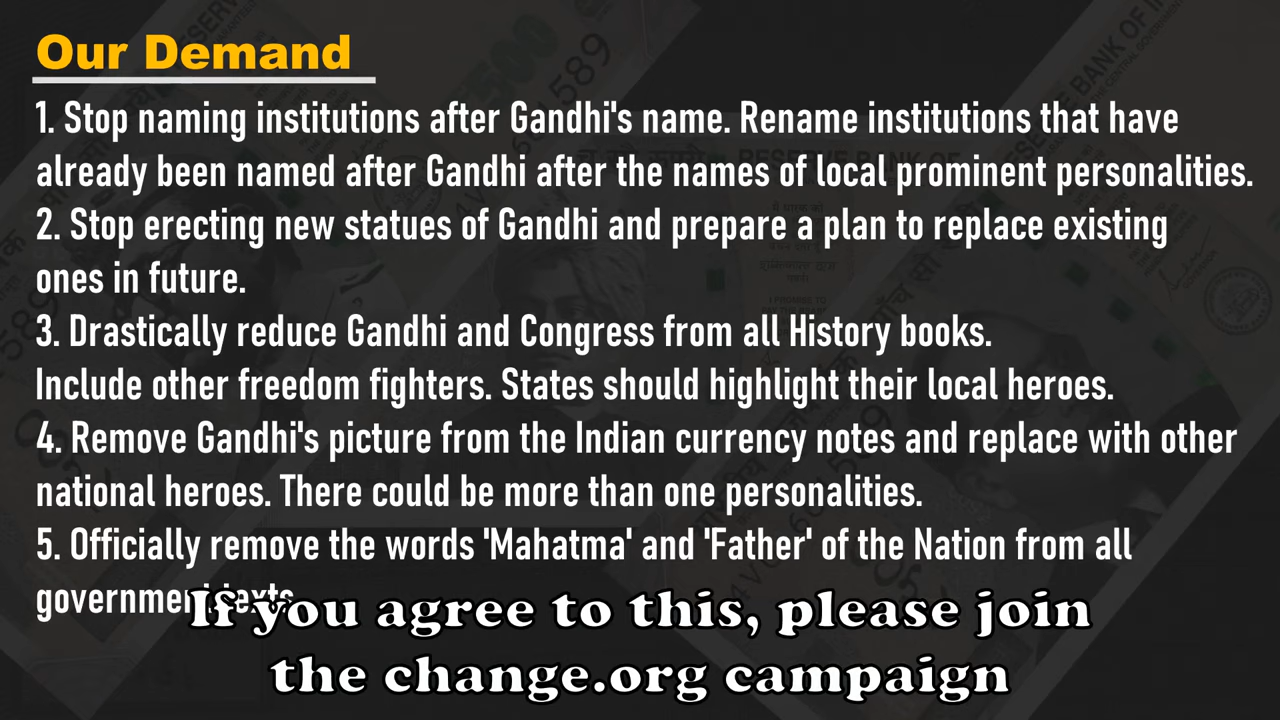 Our Demand
1. Stop naming institutions after Gandhi's name. Rename institutions that have
already been named after Gandhi after the names of local prominent personalities.
2. Stop erecting new statues of Gandhi and prepare a plan to replace existing
ones in future.
3. Drastically reduce Gandhi and Congress from all History books.
Include other freedom fighters. States should highlight their local heroes.
4. Remove Gandhi's picture from the Indian currency notes and replace with other
national heroes. There could be more than one personalities.
5. Officially remove the words 'Mahatma' and 'Father' of the Nation from all
government texts
If you agree to this, please join
the change.org campaign